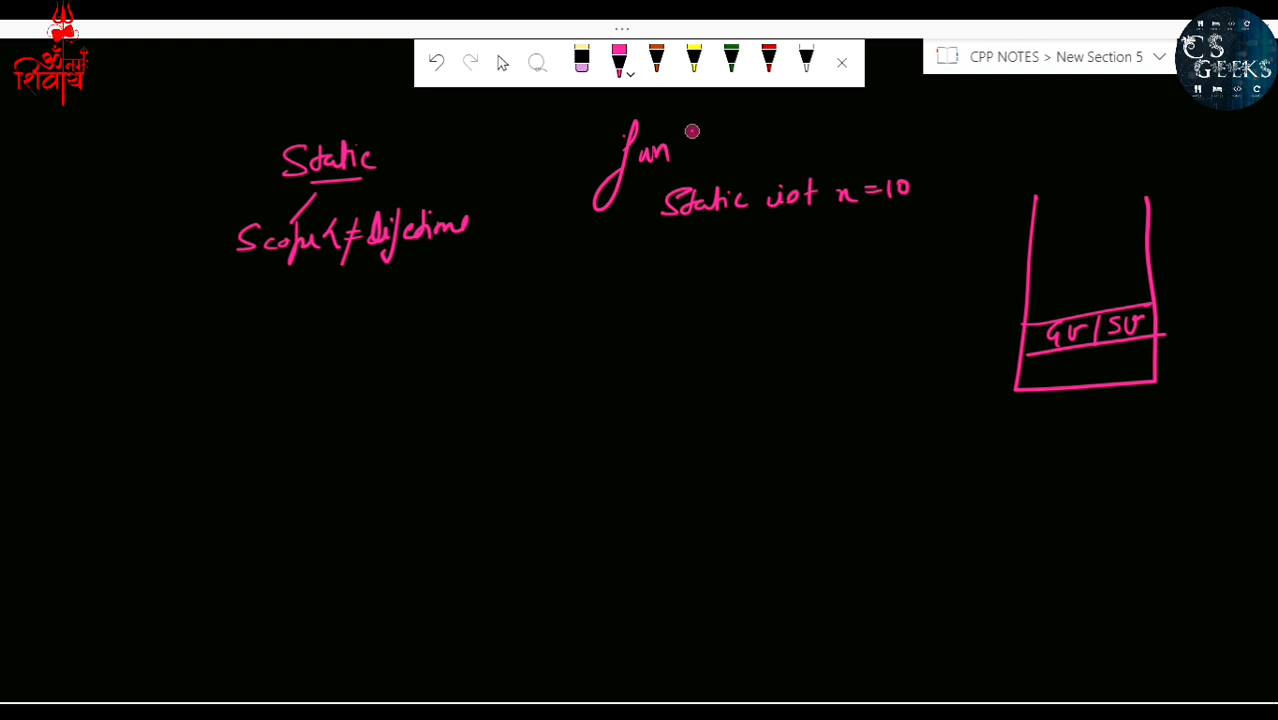 ॐ नमः
शिवाय
CPP NOTES > New Section 5
CS
GEEKS
Static
Scope < ≠ Lifetime
fun
Static int x = 10
GV | SV